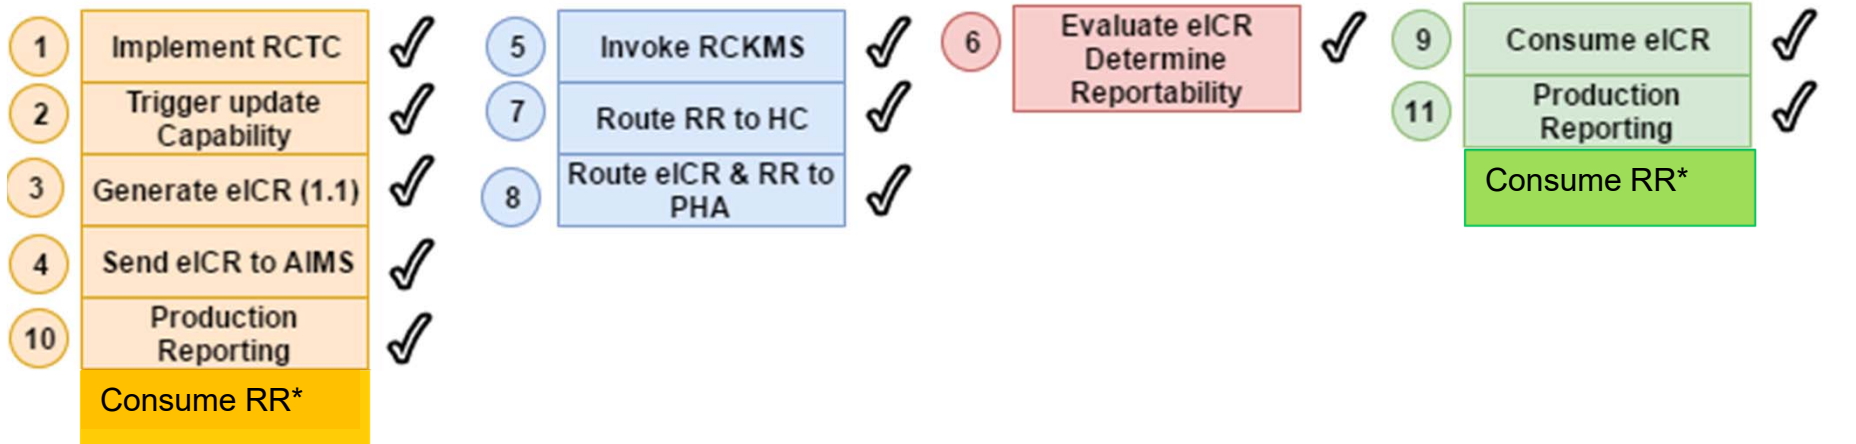 1
Implement RCTC
2
Trigger update
Capability
3
Generate eICR (1.1)
4
Send eICR to AIMS
10
Production
Reporting
Consume RR*
5
Invoke RCKMS
7
Route RR to HC
8
Route eICR & RR to
PHA
6
Evaluate eICR
Determine
Reportability
9
Consume eICR
11
Production
Reporting
Consume RR*